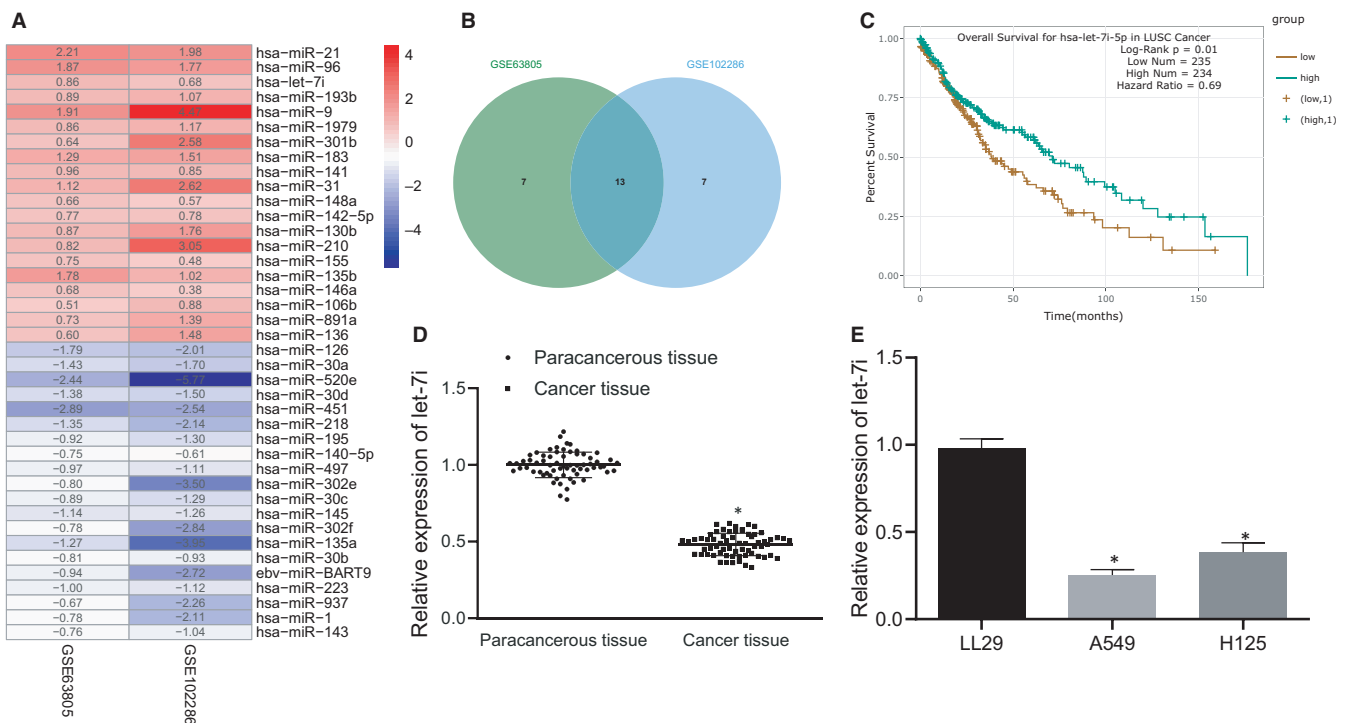 A
2.21 1.98 hsa−miR−21
1.87 1.77 hsa−miR−96
0.86 0.68 hsa−let−7i
0.89 1.07 hsa−miR−193b
1.91 hsa−miR−9
0.86 1.17 hsa−miR−1979
0.64 2.58 hsa−miR−301b
1.29 1.51 hsa−miR−183
0.96 0.85 hsa−miR−141
1.12 2.62 hsa−miR−31
0.66 0.57 hsa−miR−148a
0.77 0.78 hsa−miR−142−5p
0.87 1.76 hsa−miR−130b
0.82 3.05 hsa−miR−210
0.75 0.48 hsa−miR−155
1.78 1.02 hsa−miR−135b
0.68 0.38 hsa−miR−146a
0.51 0.88 hsa−miR−106b
0.73 1.39 hsa−miR−891a
0.60 1.48 hsa−miR−136
−1.79 −2.01 hsa−miR−126
−1.43 −1.70 hsa−miR−30a
−2.44 −5.77 hsa−miR−520e
−1.38 −1.50 hsa−miR−30d
−2.89 −2.54 hsa−miR−451
−1.35 −2.14 hsa−miR−218
−0.92 −1.30 hsa−miR−195
−0.75 −0.61 hsa−miR−140−5p
−0.97 −1.11 hsa−miR−497
−0.80 −3.50 hsa−miR−302e
−0.89 −1.29 hsa−miR−30c
−1.14 −1.26 hsa−miR−145
−0.78 −2.84 hsa−miR−302f
−1.27 hsa−miR−135a
−0.81 −0.93 hsa−miR−30b
−0.94 −2.72 ebv−miR−BART9
−1.00 −1.12 hsa−miR−223
−0.67 −2.26 hsa−miR−937
−0.78 −2.11 hsa−miR−1
−0.76 −1.04 hsa−miR−143
GSE63805
GSE102286
4
2
0
−2
−4
B
GSE63805
GSE102286
7
13
7
C
Overall Survival for hsa-let-7i-5p in LUSC Cancer
Log-Rank p = 0.01
Low Num = 235
High Num = 234
Hazard Ratio = 0.69
Percent Survival
1.00
0.75
0.50
0.25
0.00
0 50 100 150
Time(months)
group
low
high
(low,1)
(high,1)
D
Paracancerous tissue
Cancer tissue
Relative expression of let-7i
1.5
1.0
0.5
0.0
*
Paracancerous tissue Cancer tissue
E
Relative expression of let-7i
1.5
1.0
0.5
0.0
*
*
LL29 A549 H125